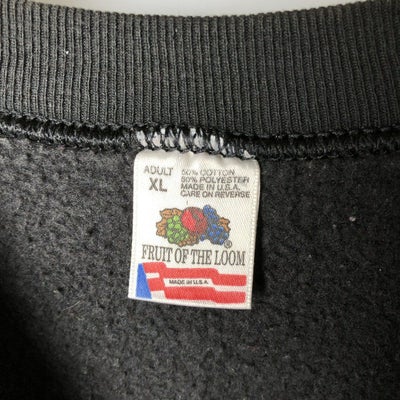 ADULT
XL
50% COTTON
50% POLYESTER
MADE IN U.S.A.
CARE ON REVERSE
®
FRUIT OF THE LOOM
MADE IN U.S.A.